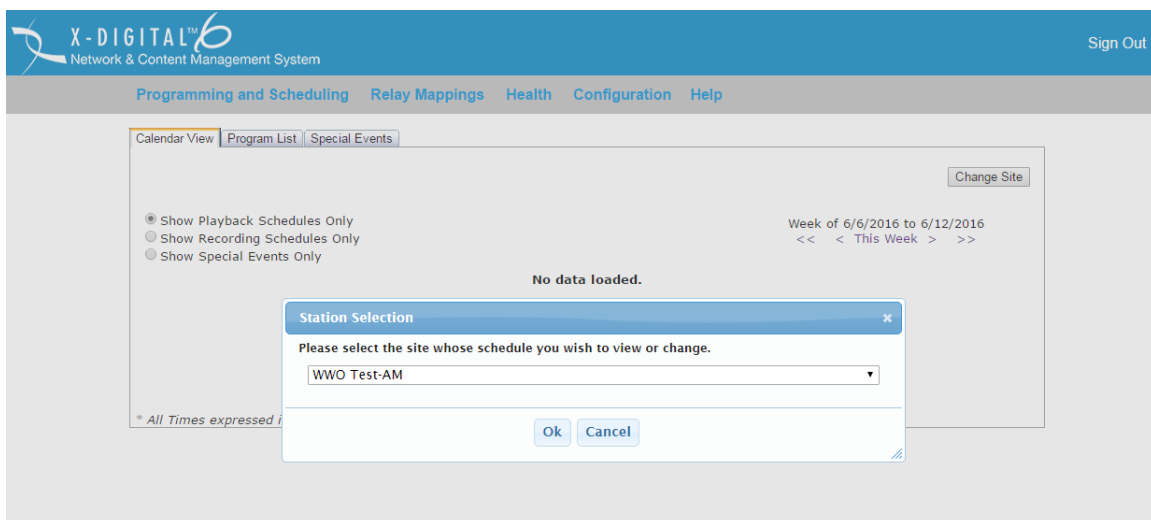 X-DIGITAL™ 6
Network & Content Management System
Sign Out
Programming and Scheduling Relay Mappings Health Configuration Help
Calendar View Program List Special Events
Change Site
Show Playback Schedules Only
Show Recording Schedules Only
Show Special Events Only
Week of 6/6/2016 to 6/12/2016
<< < This Week > >>
No data loaded.
Station Selection x
Please select the site whose schedule you wish to view or change.
WWO Test-AM
Ok Cancel
* All Times expressed i